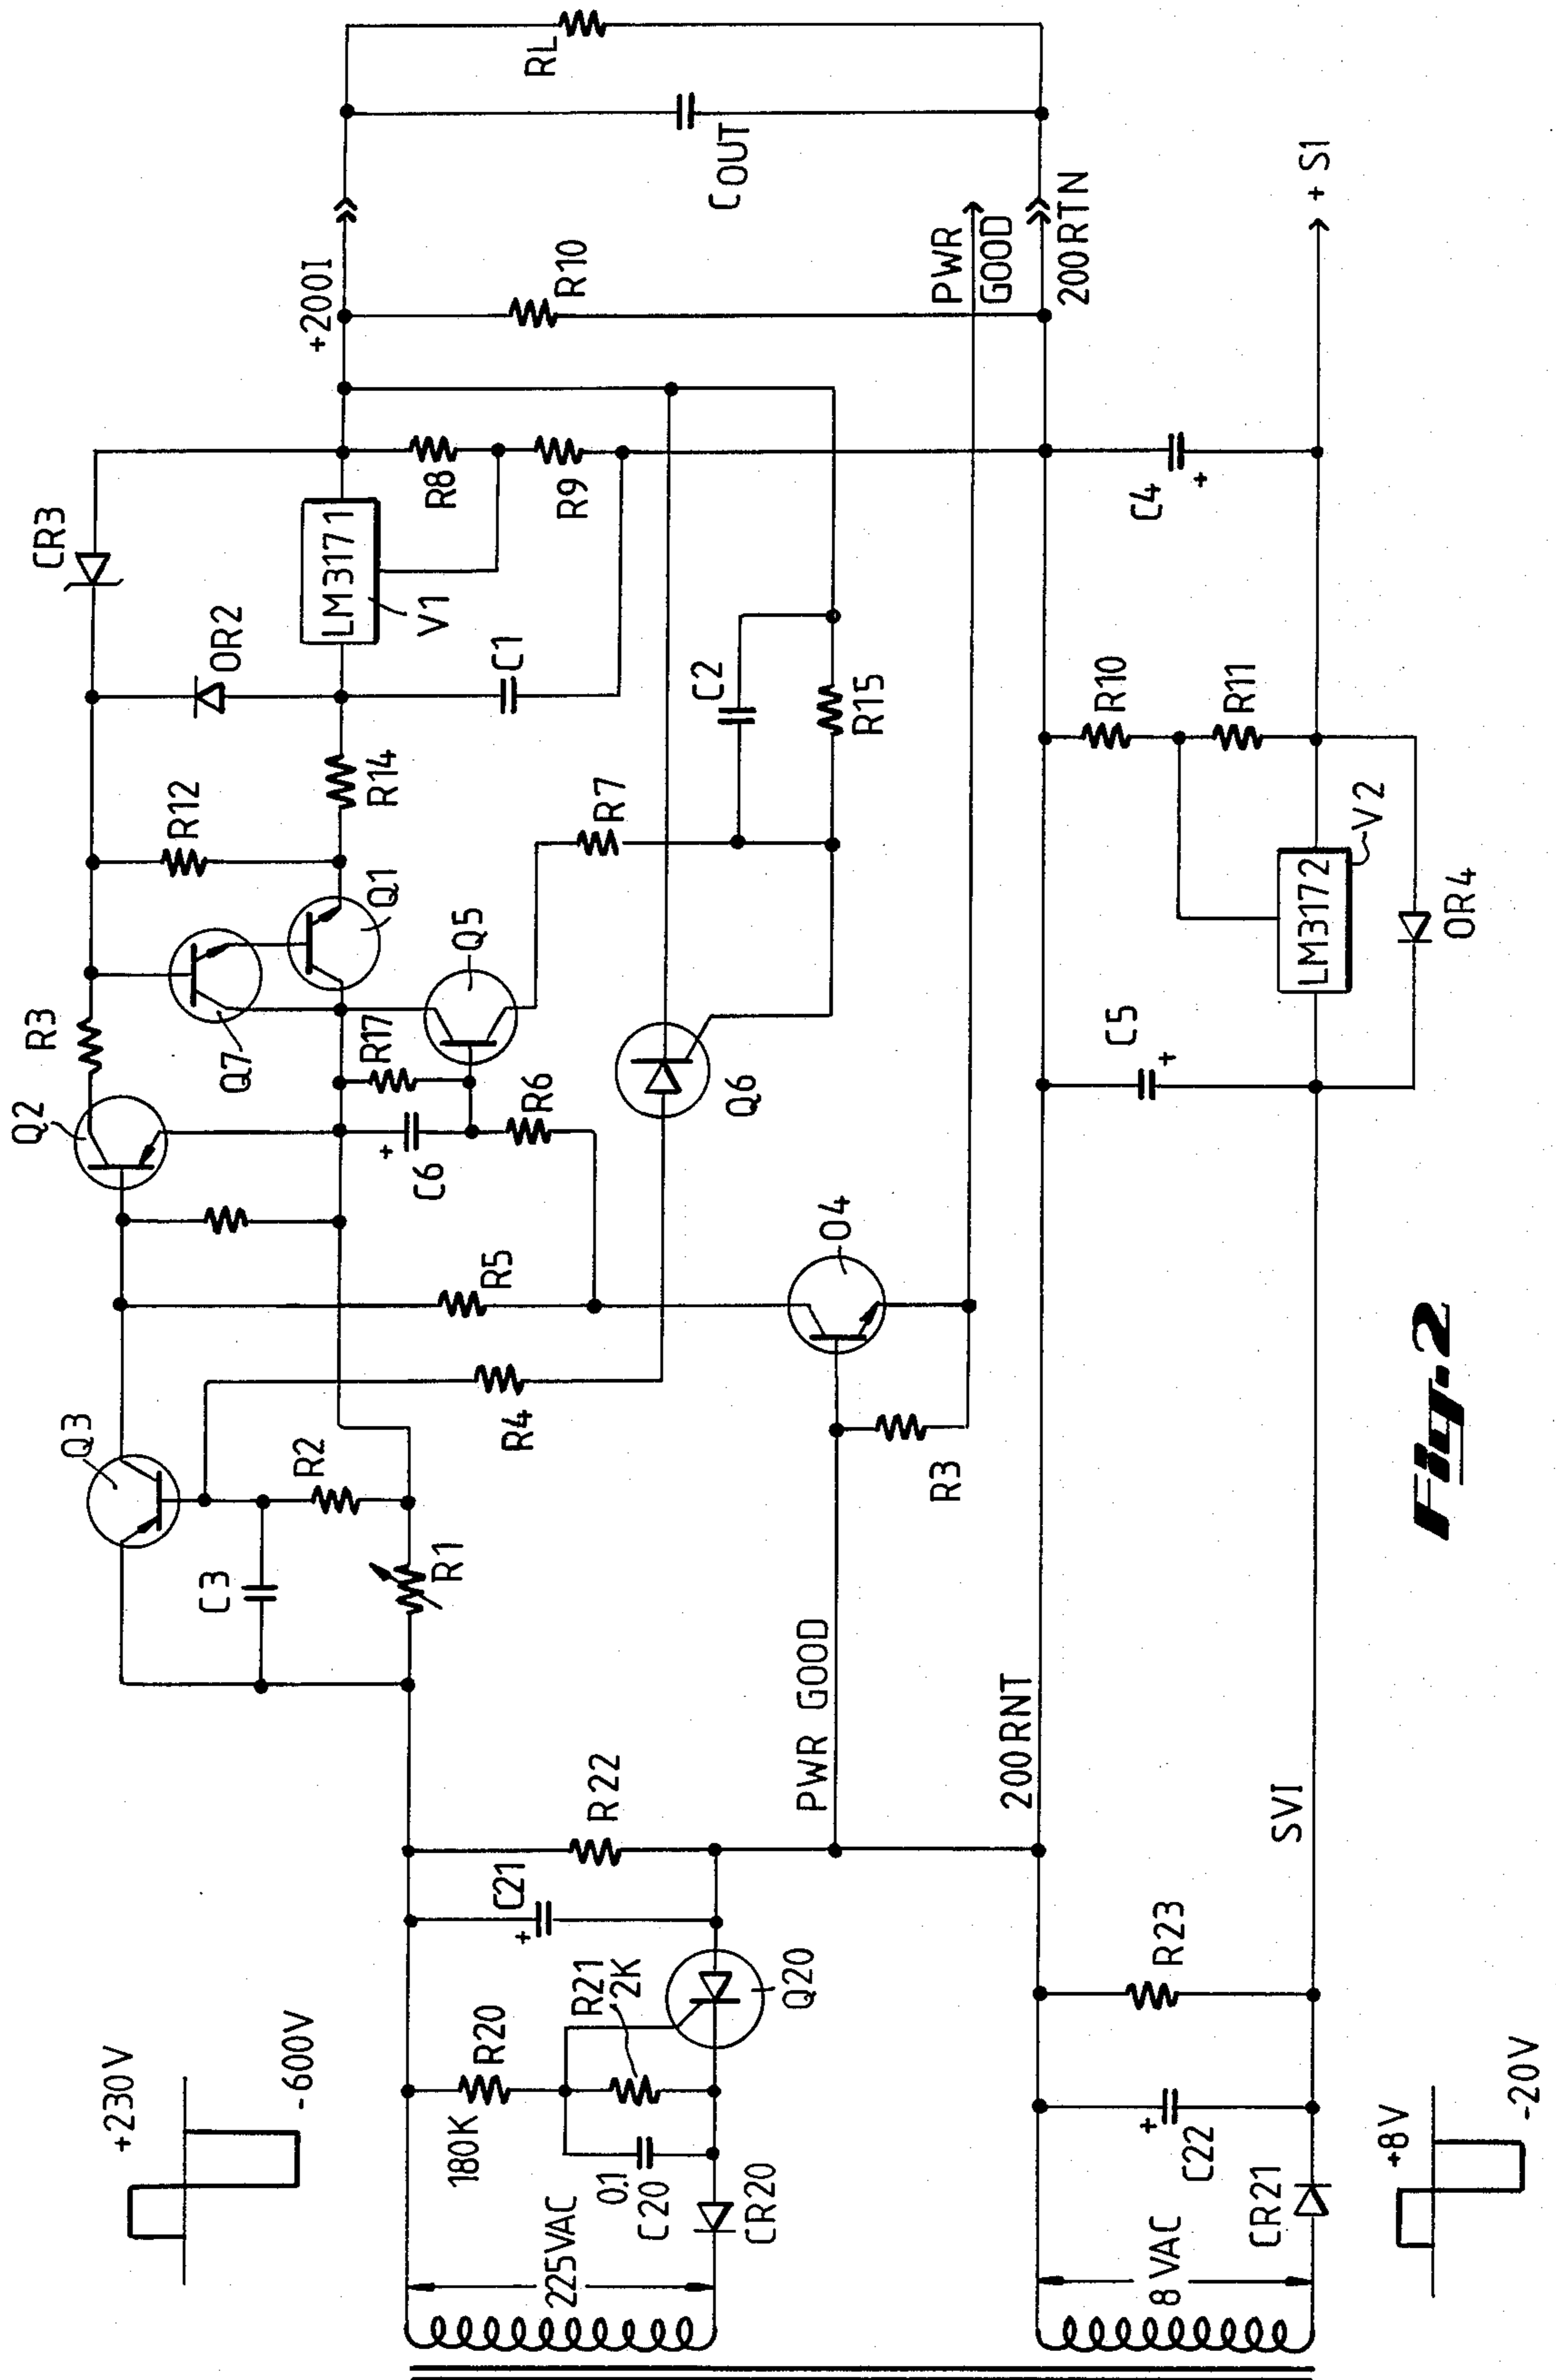 +230V
-600V
225VAC
180K
R20
0.1
C20
R21
2K
CR20
Q20
C21
+
R22
PWR GOOD
200RNT
8VAC
CR21
C22
+
R23
SVI
+8V
-20V
Q3
C3
R2
R1
R4
R3
R5
O4
Q2
R3
C6
+
R17
R6
Q7
Q5
Q1
Q6
R12
R14
R7
C2
R15
OR2
CR3
C1
LM3171
V1
R8
R9
+200I
R10
PWR
GOOD
200RTN
COUT
RL
C5
+
LM3172
V2
OR4
R10
R11
C4
+
+S1
Fig-2